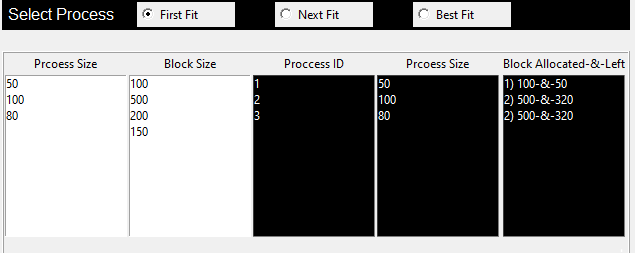 Select Process First Fit Next Fit Best Fit
Prcoess Size Block Size Proccess ID Prcoess Size Block Allocated-&-Left
50 100 1 50 1) 100-&-50
100 500 2 100 2) 500-&-320
80 200 3 80 2) 500-&-320
150